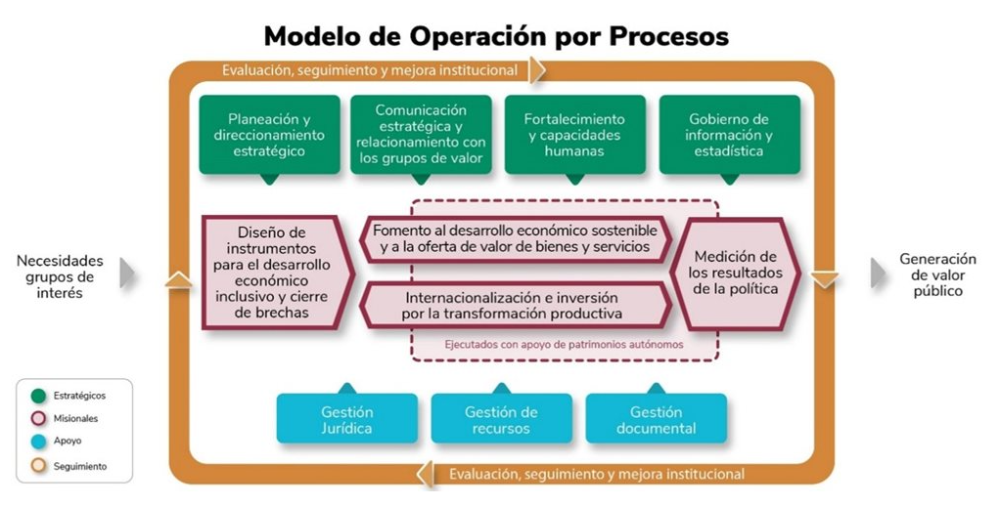 Modelo de Operación por Procesos
Evaluación, seguimiento y mejora institucional
Planeación y
direccionamiento
estratégico
Comunicación
estratégica y
relacionamiento con
los grupos de valor
Fortalecimiento
y capacidades
humanas
Gobierno de
información y
estadística
Necesidades
grupos de
interés
Diseño de
instrumentos
para el desarrollo
económico
inclusivo y cierre
de brechas
Fomento al desarrollo económico sostenible
y a la oferta de valor de bienes y servicios
Internacionalización e inversión
por la transformación productiva
Ejecutados con apoyo de patrimonios autónomos
Medición de
los resultados
de la política
Generación
de valor
público
Gestión
Jurídica
Gestión de
recursos
Gestión
documental
Estratégicos
Misionales
Apoyo
Seguimiento
Evaluación, seguimiento y mejora institucional